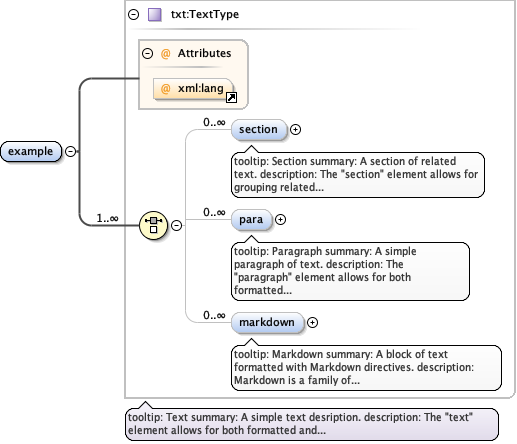 txt:TextType
@ Attributes
@ xml:lang
example
0..∞
section
tooltip: Section summary: A section of related
text. description: The "section" element allows for
grouping related...
1..∞
0..∞
para
tooltip: Paragraph summary: A simple
paragraph of text. description: The
"paragraph" element allows for both
formatted...
0..∞
markdown
tooltip: Markdown summary: A block of text
formatted with Markdown directives. description:
Markdown is a family of...
tooltip: Text summary: A simple text desription. description: The "text"
element allows for both formatted and...